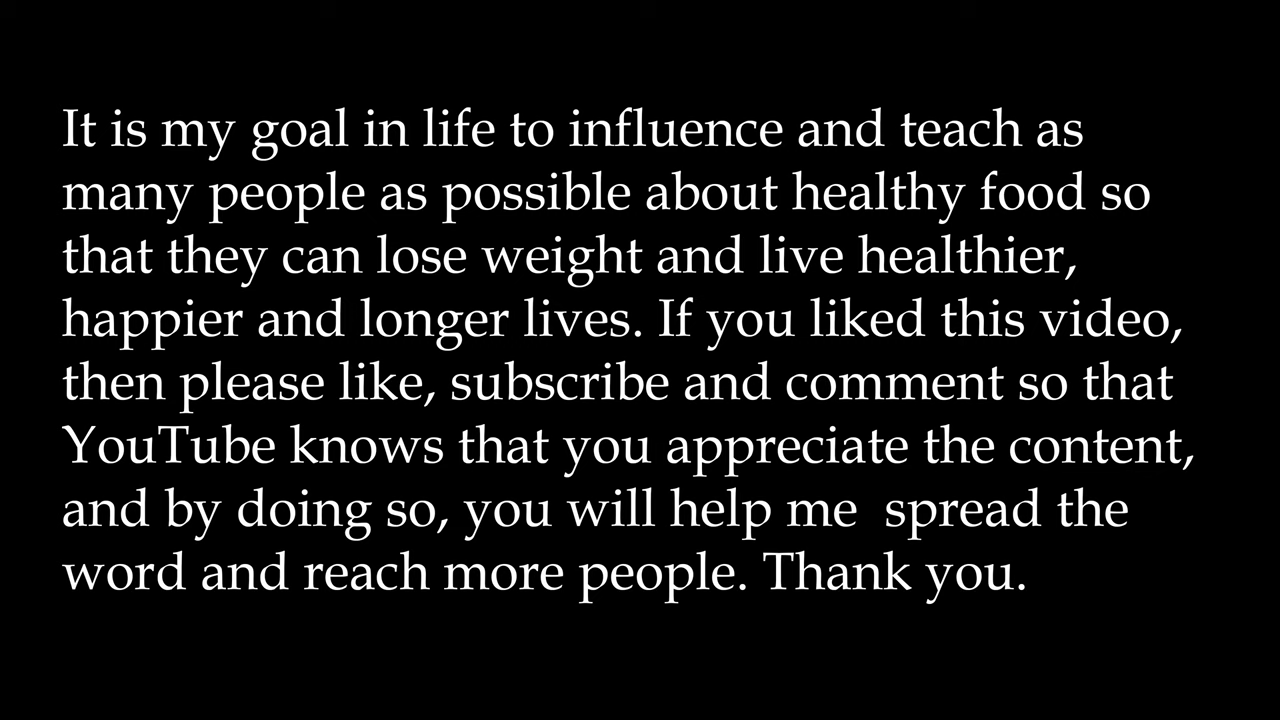 It is my goal in life to influence and teach as
many people as possible about healthy food so
that they can lose weight and live healthier,
happier and longer lives. If you liked this video,
then please like, subscribe and comment so that
YouTube knows that you appreciate the content,
and by doing so, you will help me  spread the
word and reach more people. Thank you.